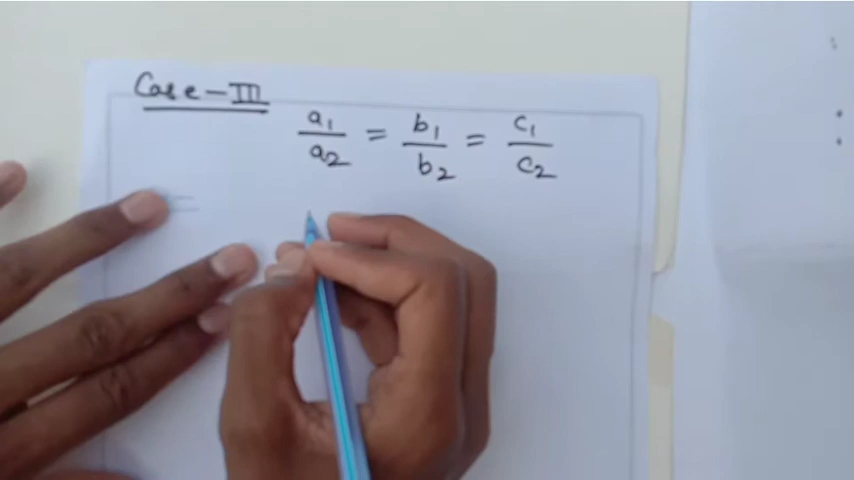 Case-III
a₁/a₂ = b₁/b₂ = c₁/c₂